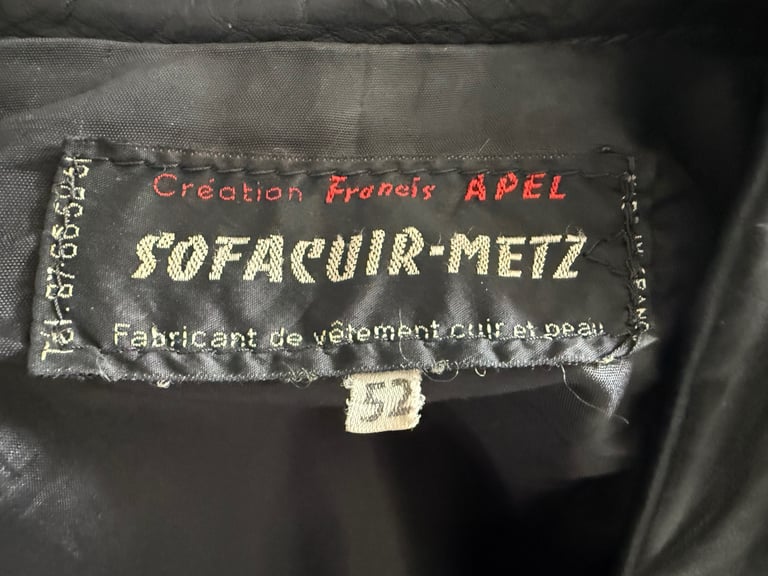 Création Francis APEL
SOFACUIR-METZ
Fabricant de vêtement cuir et peau
52